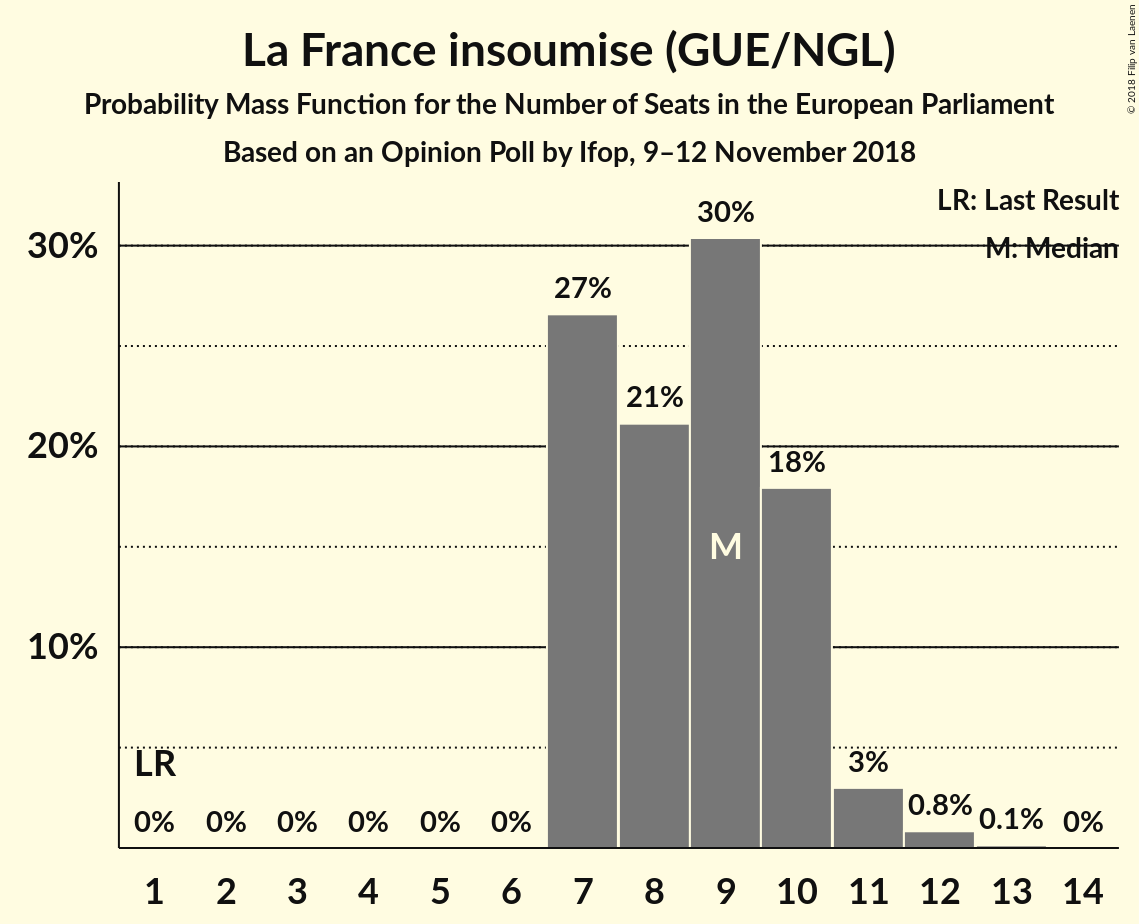 La France insoumise (GUE/NGL)
Probability Mass Function for the Number of Seats in the European Parliament
Based on an Opinion Poll by Ifop, 9–12 November 2018
© 2018 Filip van Laenen
LR: Last Result
M: Median
30%
20%
10%
30%
27%
21%
18%
M
LR
3%
0% 0% 0% 0% 0% 0% 0.8% 0.1% 0%
1 2 3 4 5 6 7 8 9 10 11 12 13 14